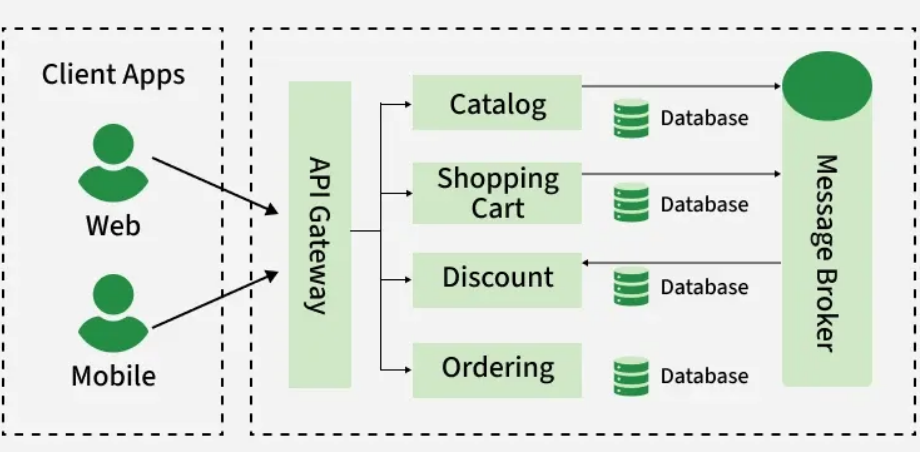 Client Apps
Web
Mobile
API Gateway
Catalog
Database
Shopping
Cart
Database
Discount
Database
Ordering
Database
Message Broker